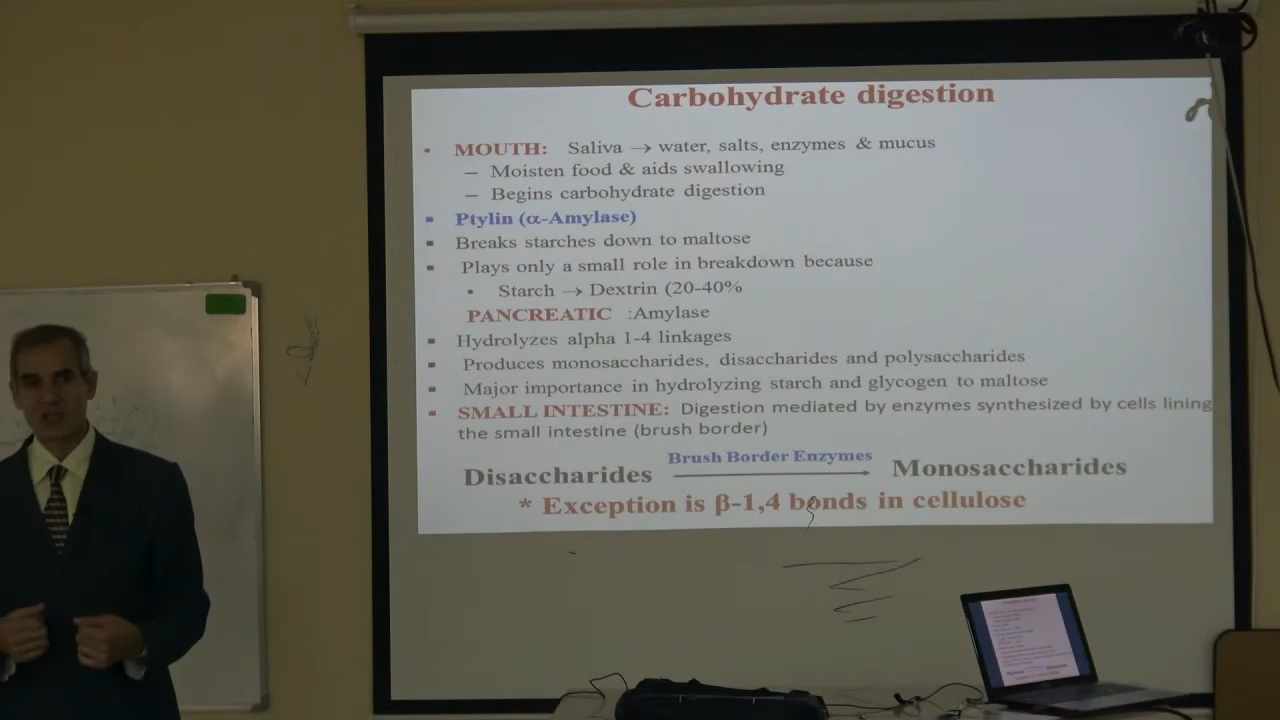 Carbohydrate digestion
• MOUTH: Saliva → water, salts, enzymes & mucus
– Moisten food & aids swallowing
– Begins carbohydrate digestion
▪ Ptylin (α-Amylase)
▪ Breaks starches down to maltose
▪ Plays only a small role in breakdown because
• Starch → Dextrin (20-40%
PANCREATIC :Amylase
▪ Hydrolyzes alpha 1-4 linkages
▪ Produces monosaccharides, disaccharides and polysaccharides
▪ Major importance in hydrolyzing starch and glycogen to maltose
▪ SMALL INTESTINE: Digestion mediated by enzymes synthesized by cells lining
the small intestine (brush border)
Brush Border Enzymes
Disaccharides → Monosaccharides
* Exception is β-1,4 bonds in cellulose